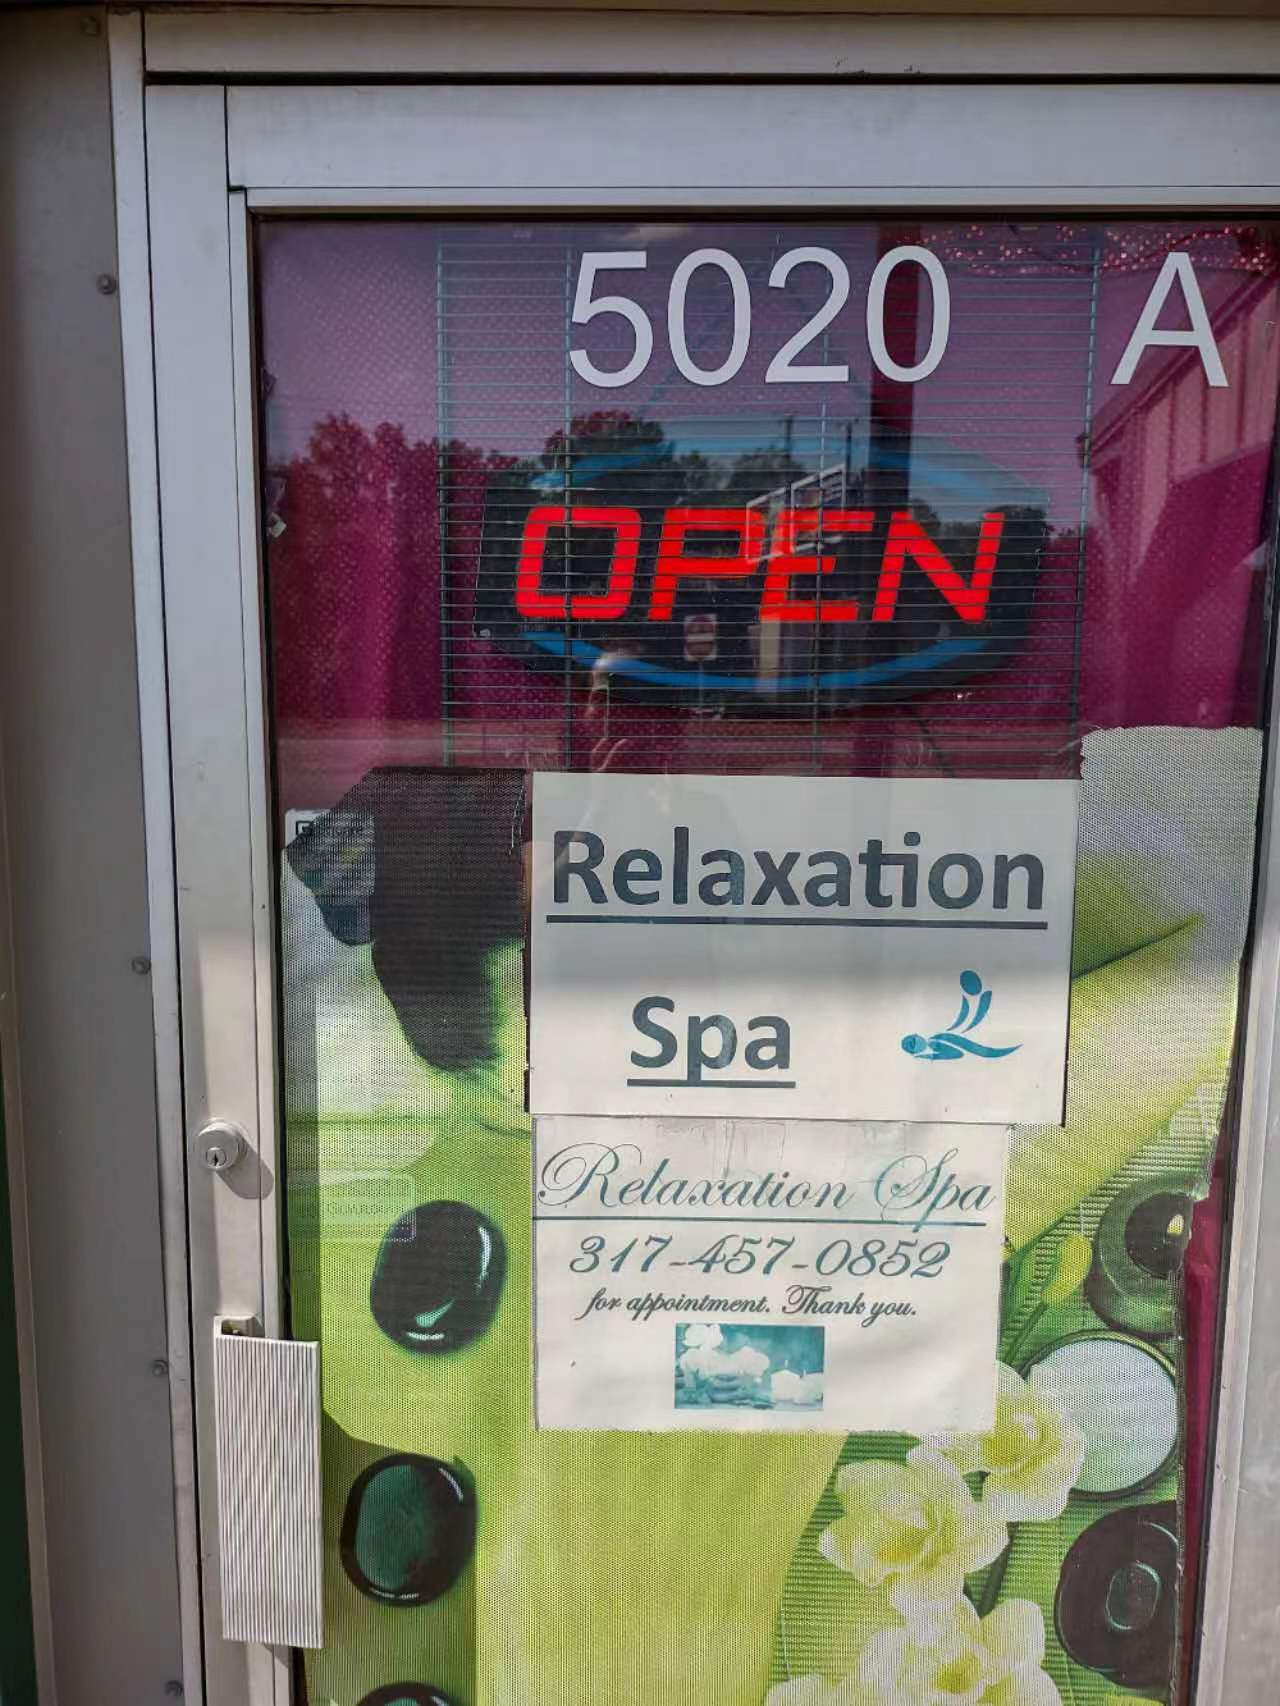 5020 A
OPEN
Relaxation
Spa
Relaxation Spa
317-457-0852
for appointment. Thank you.